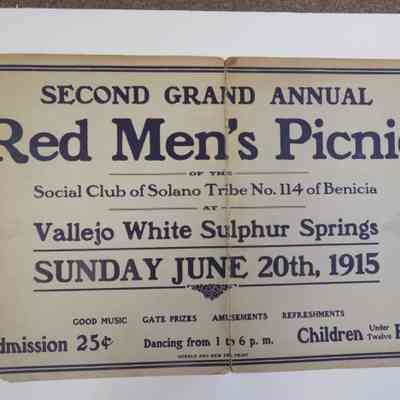 SECOND GRAND ANNUAL
Red Men's Picni
OF THE
Social Club of Solano Tribe No. 114 of Benicia
AT
Vallejo White Sulphur Springs
SUNDAY JUNE 20th, 1915
GOOD MUSIC GATE PRIZES AMUSEMENTS REFRESHMENTS
dmission 25¢ Dancing from 1 to 6 p. m. Children Under Twelve